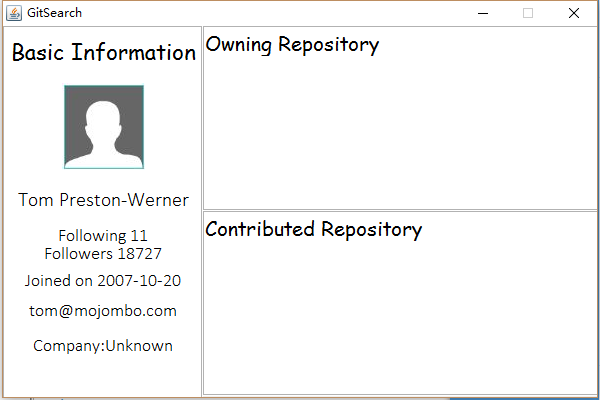 GitSearch
Basic Information
Tom Preston-Werner
Following 11
Followers 18727
Joined on 2007-10-20
tom@mojombo.com
Company:Unknown
Owning Repository
Contributed Repository